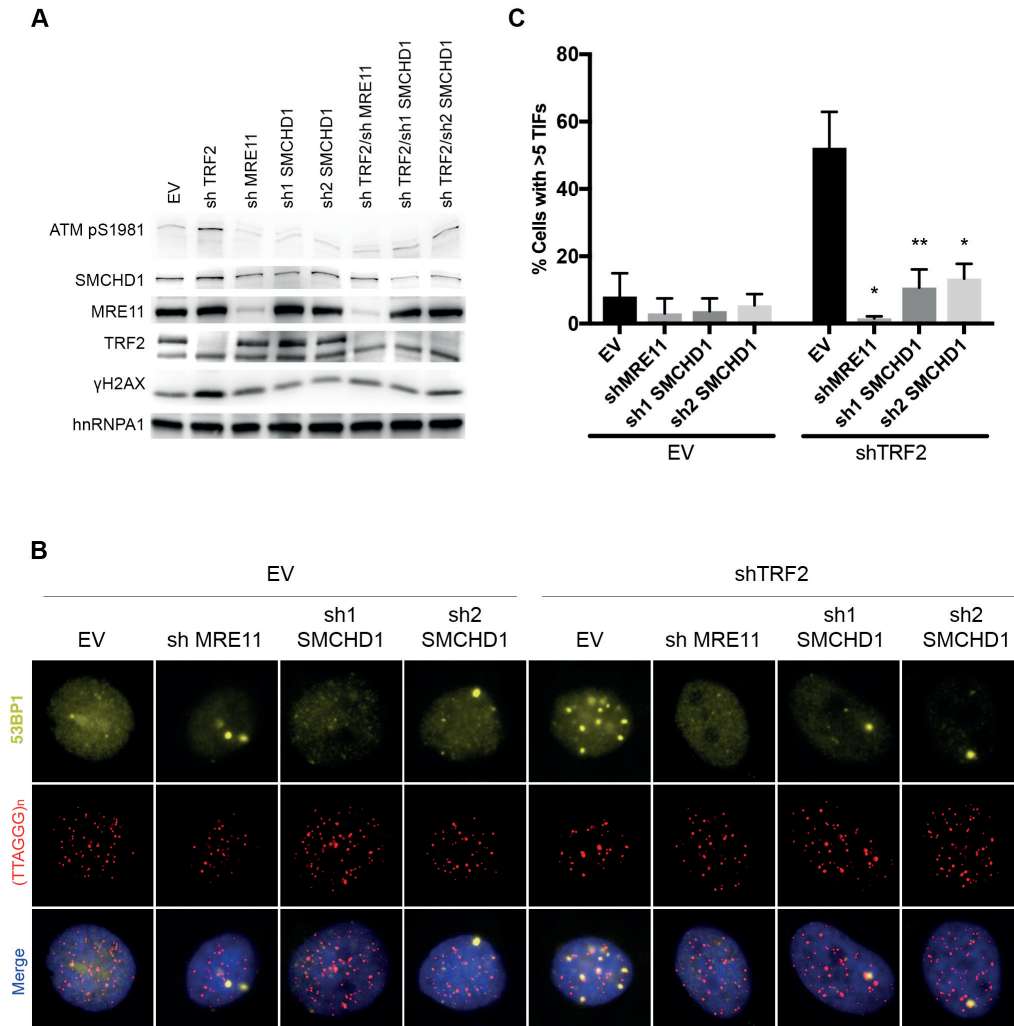 A
EV
sh TRF2
sh MRE11
sh1 SMCHD1
sh2 SMCHD1
sh TRF2/sh MRE11
sh TRF2/sh1 SMCHD1
sh TRF2/sh2 SMCHD1
ATM pS1981
SMCHD1
MRE11
TRF2
γH2AX
hnRNPA1
C
% Cells with >5 TIFs
80
60
40
20
0
**
*
*
EV
shMRE11
sh1 SMCHD1
sh2 SMCHD1
EV
shMRE11
sh1 SMCHD1
sh2 SMCHD1
EV
shTRF2
B
EV
shTRF2
EV
sh MRE11
sh1
SMCHD1
sh2
SMCHD1
EV
sh MRE11
sh1
SMCHD1
sh2
SMCHD1
53BP1
(TTAGGG)n
Merge